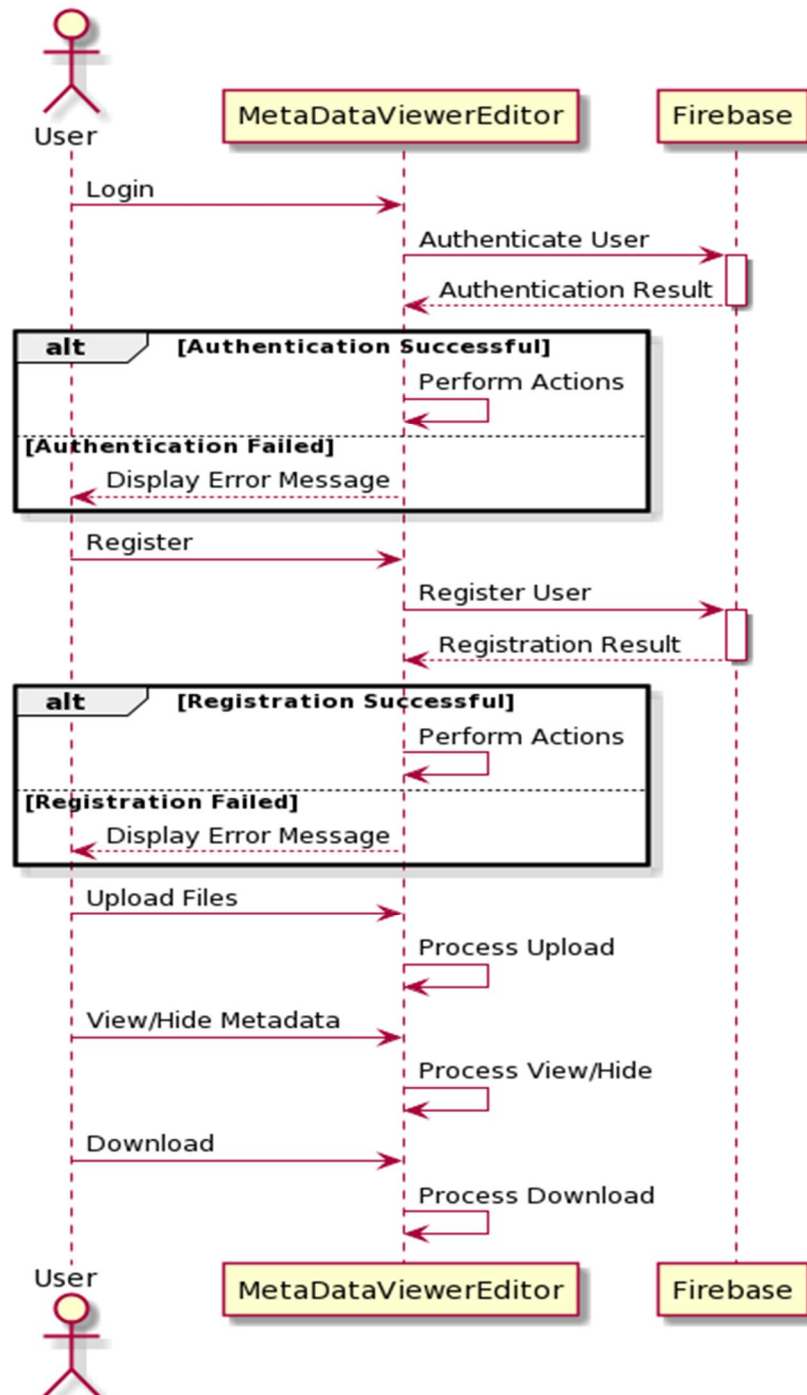 User
MetaDataViewerEditor
Firebase
Login
Authenticate User
Authentication Result
alt
[Authentication Successful]
Perform Actions
[Authentication Failed]
Display Error Message
Register
Register User
Registration Result
alt
[Registration Successful]
Perform Actions
[Registration Failed]
Display Error Message
Upload Files
Process Upload
View/Hide Metadata
Process View/Hide
Download
Process Download
User
MetaDataViewerEditor
Firebase